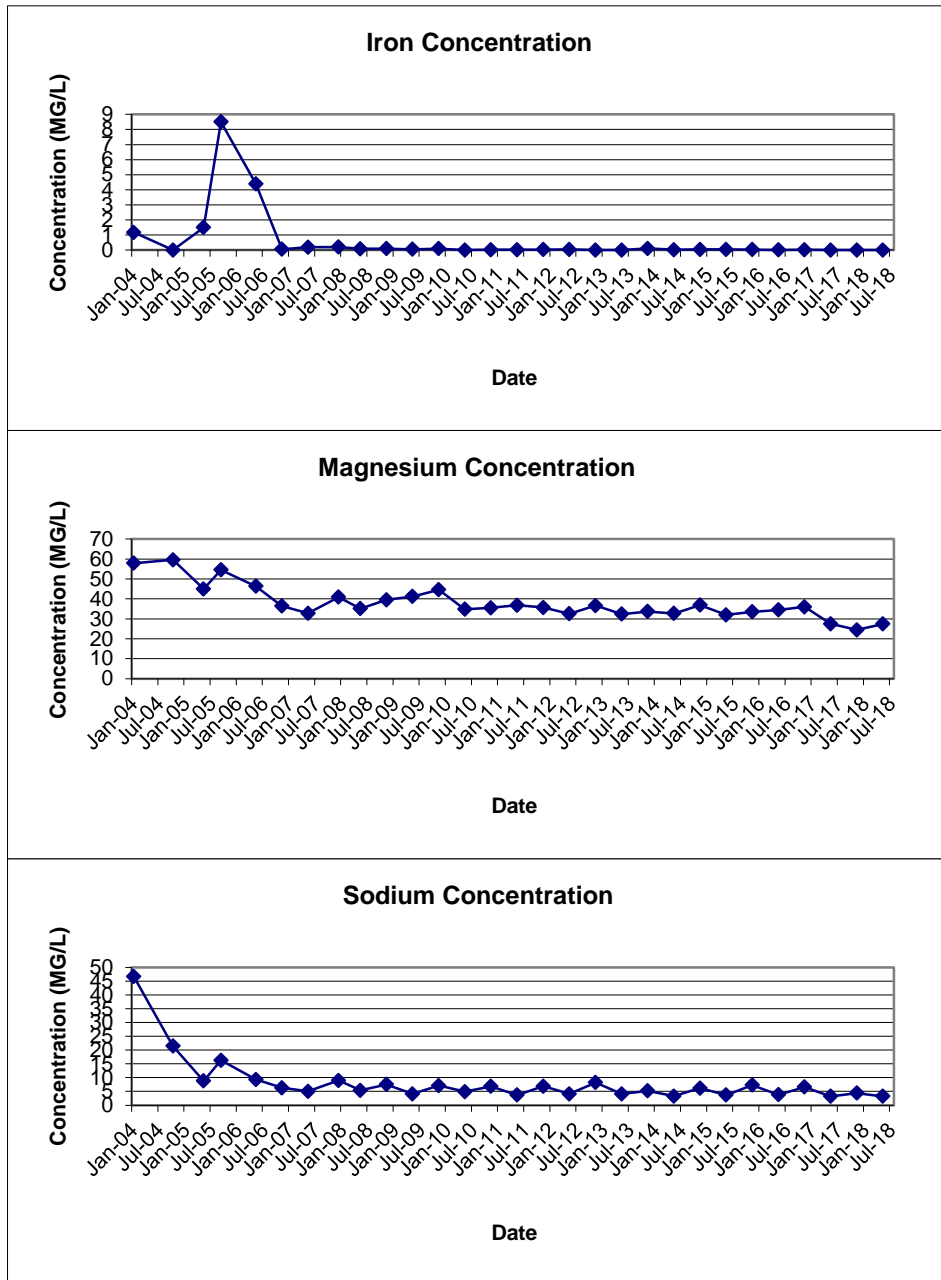 Iron Concentration
Concentration (MG/L)
9
8
7
6
5
4
3
2
1
0
Jan-04
Jul-04
Jan-05
Jul-05
Jan-06
Jul-06
Jan-07
Jul-07
Jan-08
Jul-08
Jan-09
Jul-09
Jan-10
Jul-10
Jan-11
Jul-11
Jan-12
Jul-12
Jan-13
Jul-13
Jan-14
Jul-14
Jan-15
Jul-15
Jan-16
Jul-16
Jan-17
Jul-17
Jan-18
Jul-18
Date
Magnesium Concentration
Concentration (MG/L)
70
60
50
40
30
20
10
0
Jan-04
Jul-04
Jan-05
Jul-05
Jan-06
Jul-06
Jan-07
Jul-07
Jan-08
Jul-08
Jan-09
Jul-09
Jan-10
Jul-10
Jan-11
Jul-11
Jan-12
Jul-12
Jan-13
Jul-13
Jan-14
Jul-14
Jan-15
Jul-15
Jan-16
Jul-16
Jan-17
Jul-17
Jan-18
Jul-18
Date
Sodium Concentration
Concentration (MG/L)
50
45
40
35
30
25
20
15
10
5
0
Jan-04
Jul-04
Jan-05
Jul-05
Jan-06
Jul-06
Jan-07
Jul-07
Jan-08
Jul-08
Jan-09
Jul-09
Jan-10
Jul-10
Jan-11
Jul-11
Jan-12
Jul-12
Jan-13
Jul-13
Jan-14
Jul-14
Jan-15
Jul-15
Jan-16
Jul-16
Jan-17
Jul-17
Jan-18
Jul-18
Date